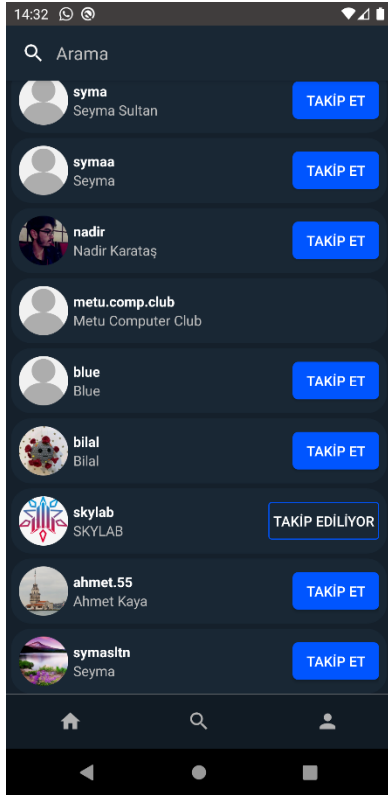 14:32
Arama
syma
Seyma Sultan
TAKİP ET
symaa
Seyma
TAKİP ET
nadir
Nadir Karataş
TAKİP ET
metu.comp.club
Metu Computer Club
blue
Blue
TAKİP ET
bilal
Bilal
TAKİP ET
skylab
SKYLAB
TAKİP EDİLİYOR
ahmet.55
Ahmet Kaya
TAKİP ET
symasltn
Seyma
TAKİP ET